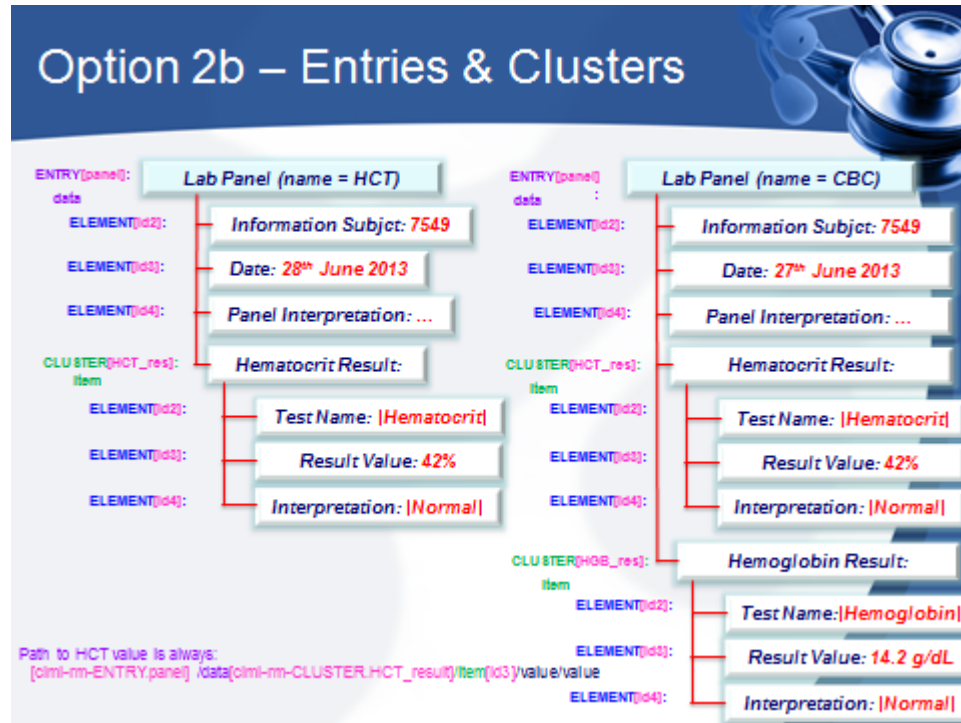 Option 2b – Entries & Clusters
ENTRY[panel]:
data
Lab Panel (name = HCT)
ELEMENT[id2]:
Information Subjct: 7549
ELEMENT[id3]:
Date: 28th June 2013
ELEMENT[id4]:
Panel Interpretation: ...
CLUSTER[HCT_res]:
Item
Hematocrit Result:
ELEMENT[id2]:
Test Name: |Hematocrit|
ELEMENT[id3]:
Result Value: 42%
ELEMENT[id4]:
Interpretation: |Normal|
ENTRY[panel]
data :
Lab Panel (name = CBC)
ELEMENT[id2]:
Information Subjct: 7549
ELEMENT[id3]:
Date: 27th June 2013
ELEMENT[id4]:
Panel Interpretation: ...
CLUSTER[HCT_res]:
Item
Hematocrit Result:
ELEMENT[id2]:
Test Name: |Hematocrit|
ELEMENT[id3]:
Result Value: 42%
ELEMENT[id4]:
Interpretation: |Normal|
CLUSTER[HGB_res]:
Item
Hemoglobin Result:
ELEMENT[id2]:
Test Name:|Hemoglobin|
ELEMENT[id3]:
Result Value: 14.2 g/dL
ELEMENT[id4]:
Interpretation: |Normal|
Path to HCT value is always:
[cimi-rm-ENTRY.panel] /data[cimi-rm-CLUSTER.HCT_result]/item[id3]/value/value